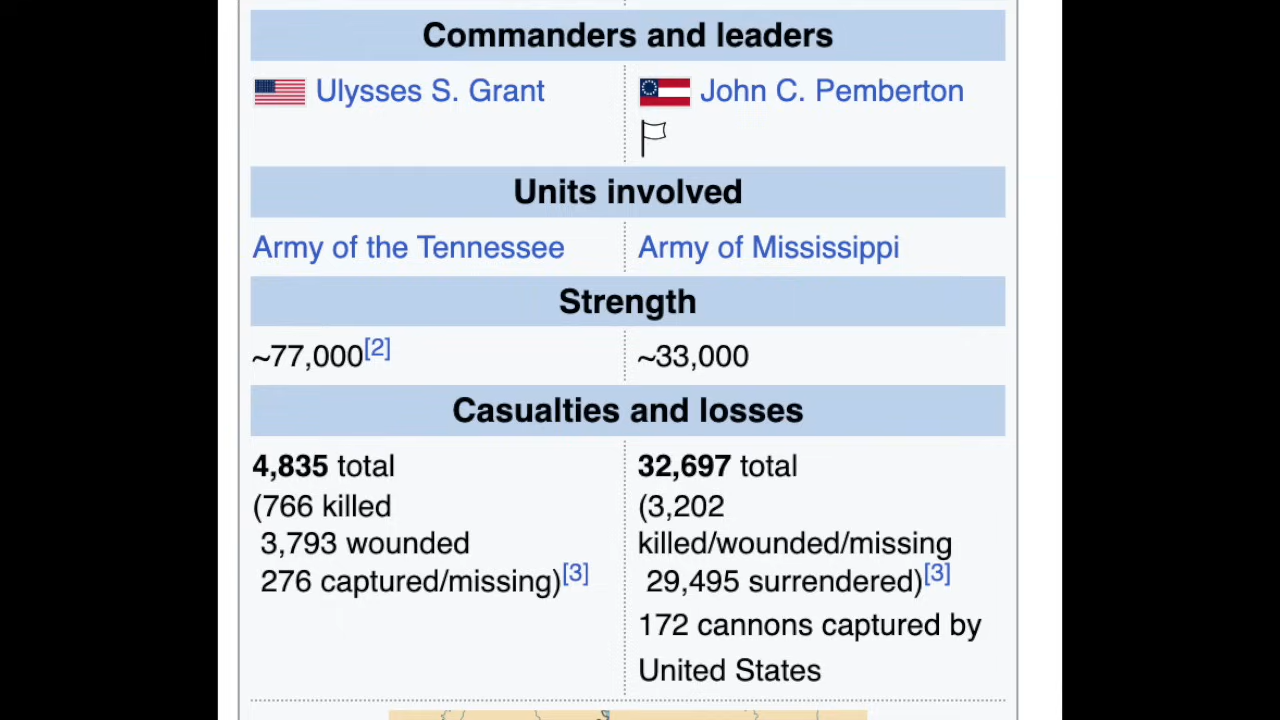 Commanders and leaders
Ulysses S. Grant
John C. Pemberton
Units involved
Army of the Tennessee
Army of Mississippi
Strength
~77,000[2]
~33,000
Casualties and losses
4,835 total
(766 killed
3,793 wounded
276 captured/missing)[3]
32,697 total
(3,202
killed/wounded/missing
29,495 surrendered)[3]
172 cannons captured by
United States